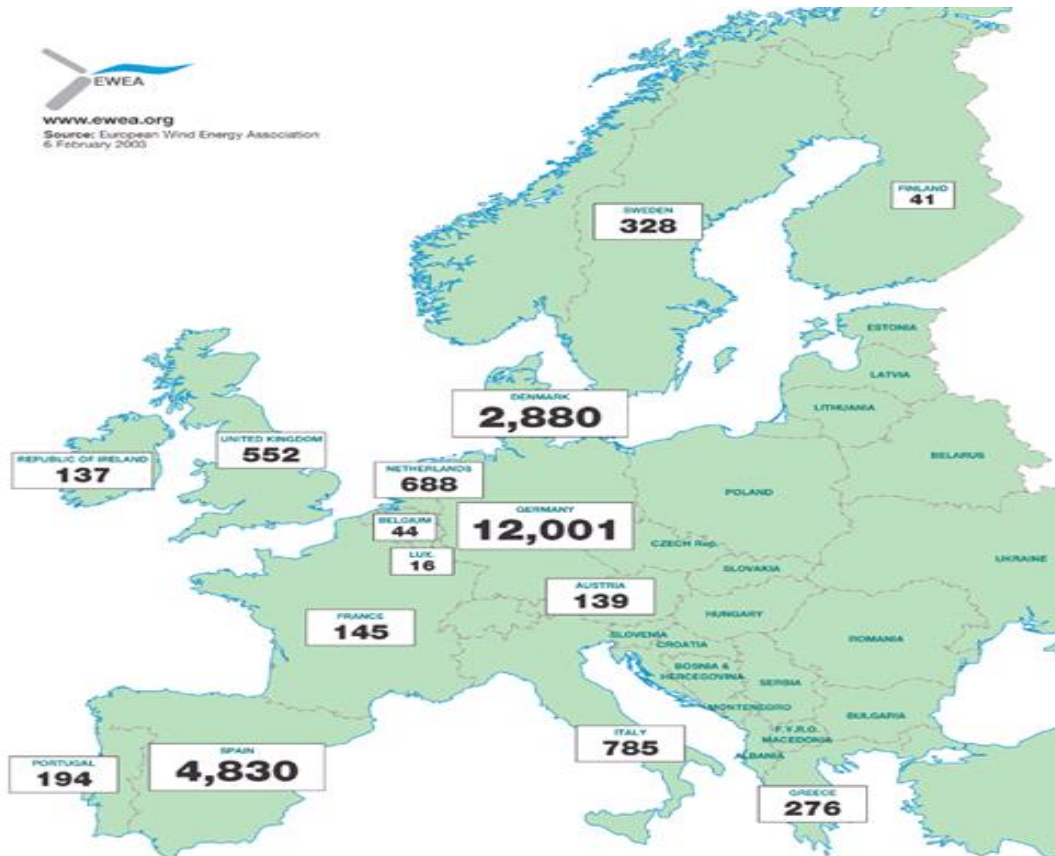 EWEA
www.ewea.org
Source: European Wind Energy Association
6 February 2003
FINLAND
41
SWEDEN
328
ESTONIA
LATVIA
LITHUANIA
DENMARK
2,880
UNITED KINGDOM
552
REPUBLIC OF IRELAND
137
BELARUS
NETHERLANDS
688
POLAND
GERMANY
12,001
BELGIUM
44
CZECH Rep.
UKRAINE
LUX.
16
SLOVAKIA
AUSTRIA
139
HUNGARY
FRANCE
145
SLOVENIA
CROATIA
ROMANIA
BOSNIA &
HERCEGOVINA
SERBIA
MONTENEGRO
BULGARIA
ITALY
785
F.Y.R.O.
MACEDONIA
ALBANIA
SPAIN
4,830
PORTUGAL
194
GREECE
276